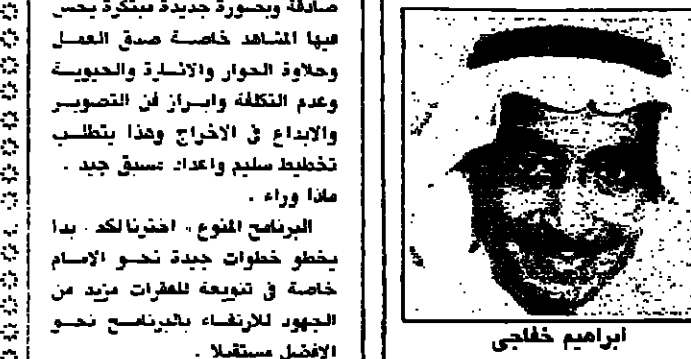 صادقة وبصورة جديدة مبتكرة يحس
فيها المشاهد خاصة صدق العمل
وحلاوة الحوار والاثارة والحيوية
وعدم التكلفة وابراز فن التصوير
والابداع في الاخراج وهذا يتطلب
تخطيط سليم واعداد مسبق جيد .
ماذا وراء .
البرنامج المنوع . اخترنا لكم . بدا
يخطو خطوات جيدة نحو الامام
خاصة في تنويعة للفقرات مزيد من
الجهود للارتقاء بالبرنامج نحو
الافضل مستقبلا .
ابراهيم خفاجى